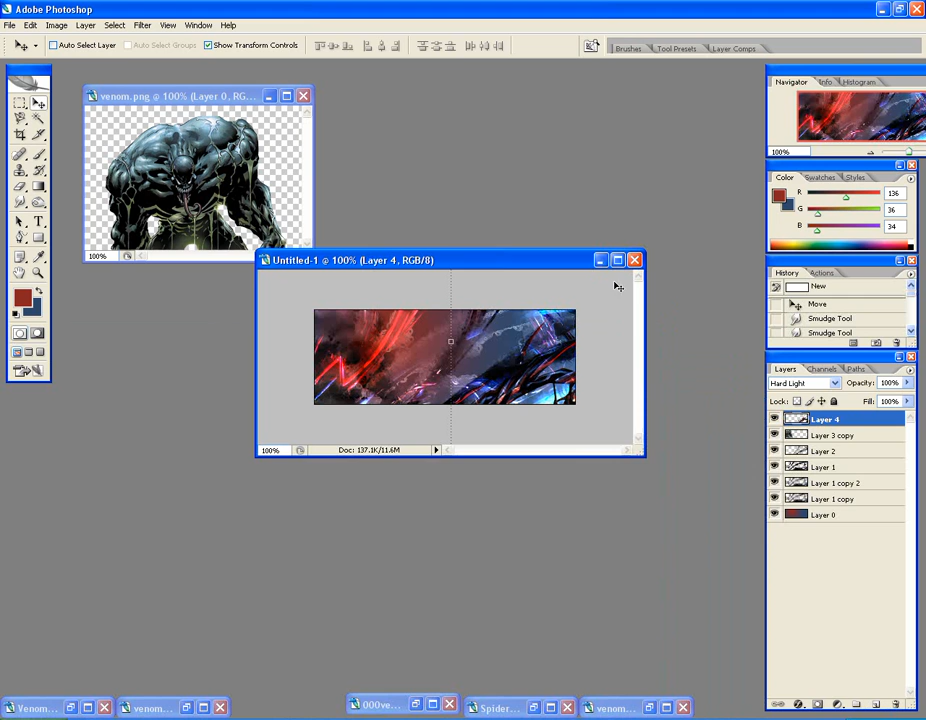 Adobe Photoshop
File Edit Image Layer Select Filter View Window Help
Auto Select Layer Auto Select Groups Show Transform Controls Brushes Tool Presets Layer Comps
venom.png @ 100% (Layer 0, RG...
100%
Untitled-1 @ 100% (Layer 4, RGB/8)
100% Doc: 137.1K/11.6M
Navigator Info Histogram
100%
Color Swatches Styles
R 136
G 36
B 34
History Actions
New
Move
Smudge Tool
Smudge Tool
Layers Channels Paths
Hard Light Opacity: 100%
Lock: Fill: 100%
Layer 4
Layer 3 copy
Layer 2
Layer 1
Layer 1 copy 2
Layer 1 copy
Layer 0
Venom... venom... 000ve... Spider... venom...